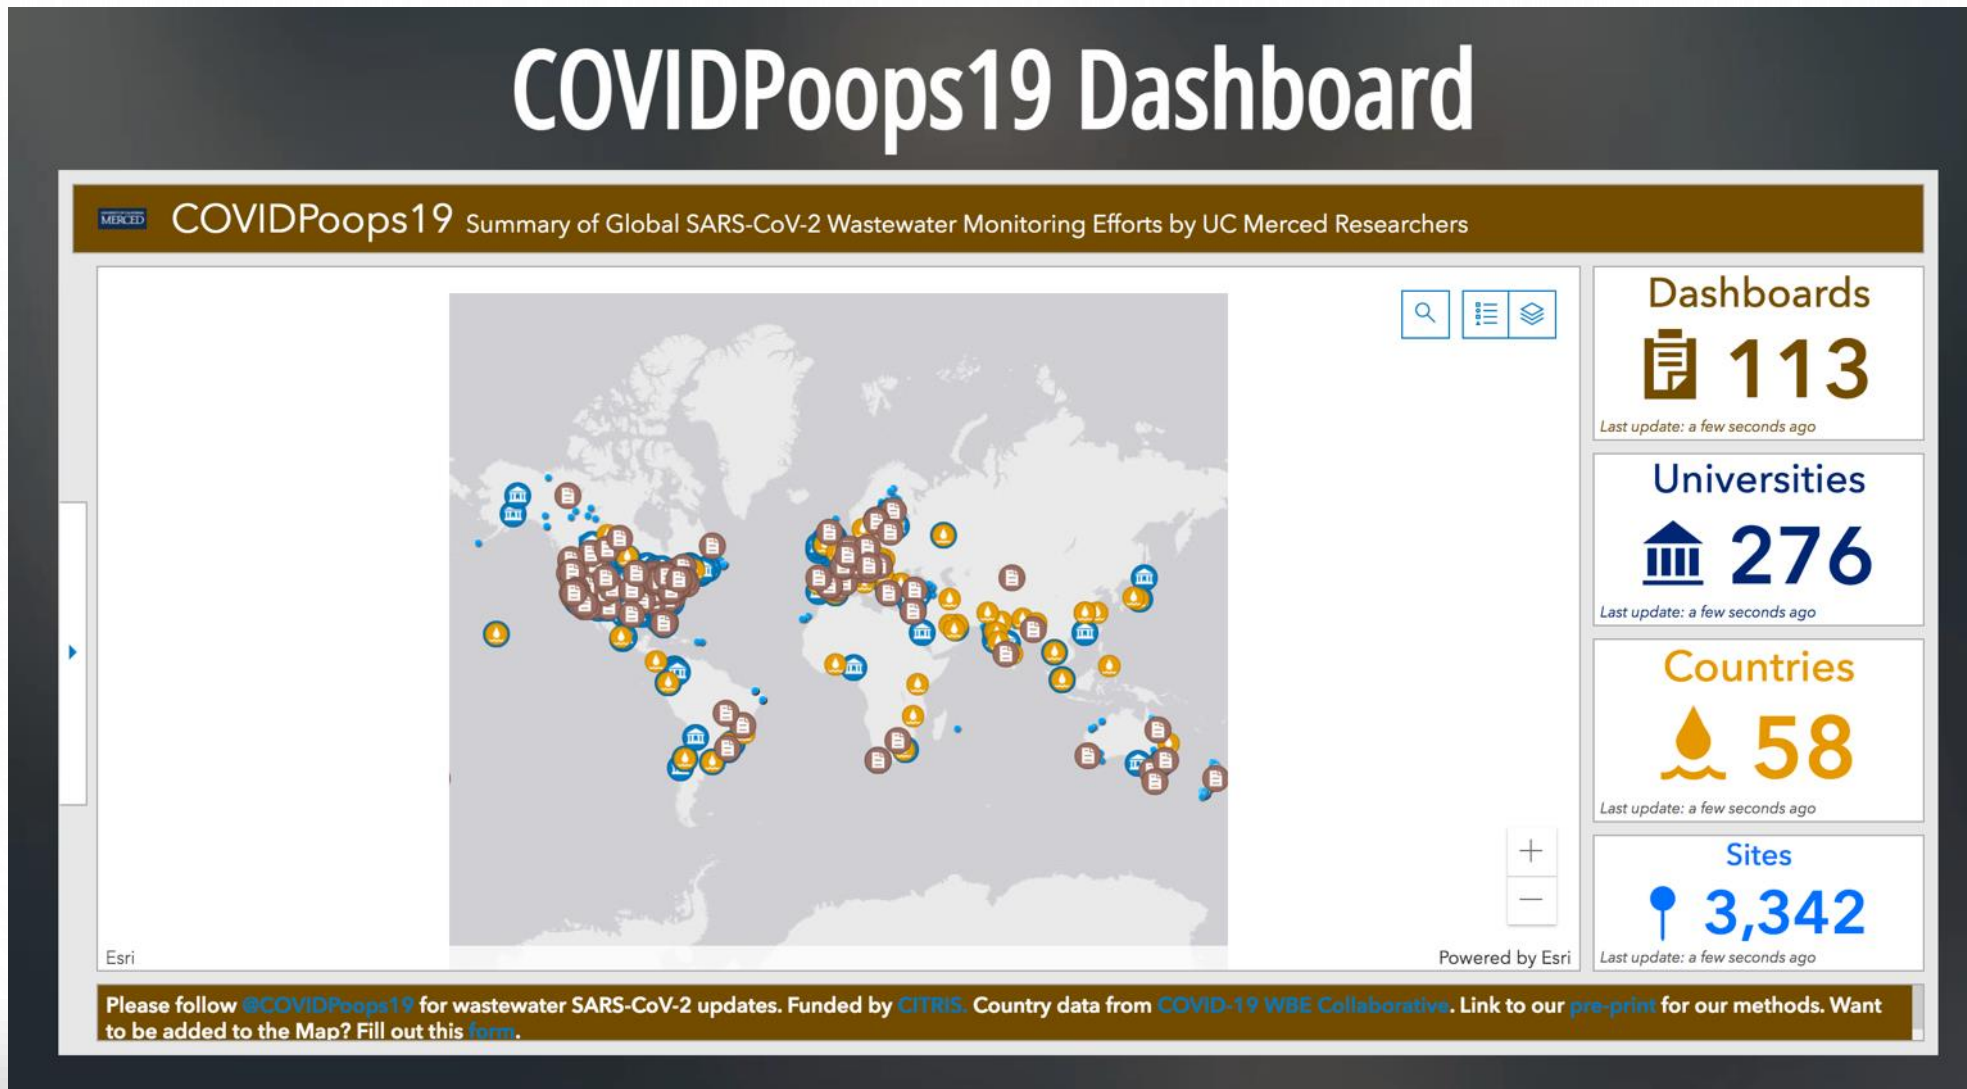 COVIDPoops19 Dashboard
MERCED
COVIDPoops19 Summary of Global SARS-CoV-2 Wastewater Monitoring Efforts by UC Merced Researchers
Dashboards
113
Last update: a few seconds ago
Universities
276
Last update: a few seconds ago
Countries
58
Last update: a few seconds ago
Sites
3,342
Last update: a few seconds ago
Esri
Powered by Esri
Please follow @COVIDPoops19 for wastewater SARS-CoV-2 updates. Funded by CITRIS. Country data from COVID-19 WBE Collaborative. Link to our pre-print for our methods. Want
to be added to the Map? Fill out this form.